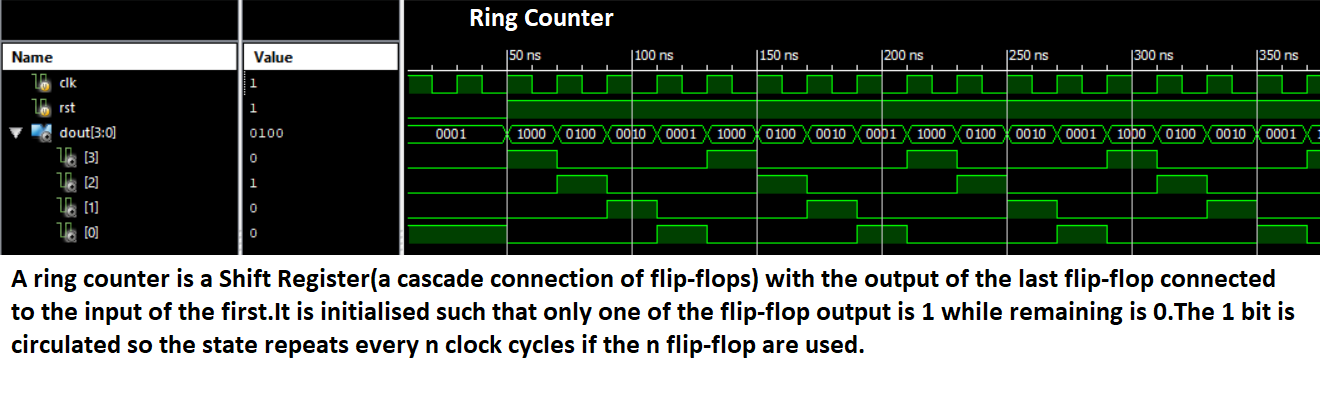 Ring Counter
50 ns 100 ns 150 ns 200 ns 250 ns 300 ns 350 ns
Name Value
clk 1
rst 1
dout[3:0] 0100 0001 1000 0100 0010 0001 1000 0100 0010 0001 1000 0100 0010 0001 1000 0100 0010 0001
[3] 0
[2] 1
[1] 0
[0] 0
A ring counter is a Shift Register(a cascade connection of flip-flops) with the output of the last flip-flop connected
to the input of the first.It is initialised such that only one of the flip-flop output is 1 while remaining is 0.The 1 bit is
circulated so the state repeats every n clock cycles if the n flip-flop are used.